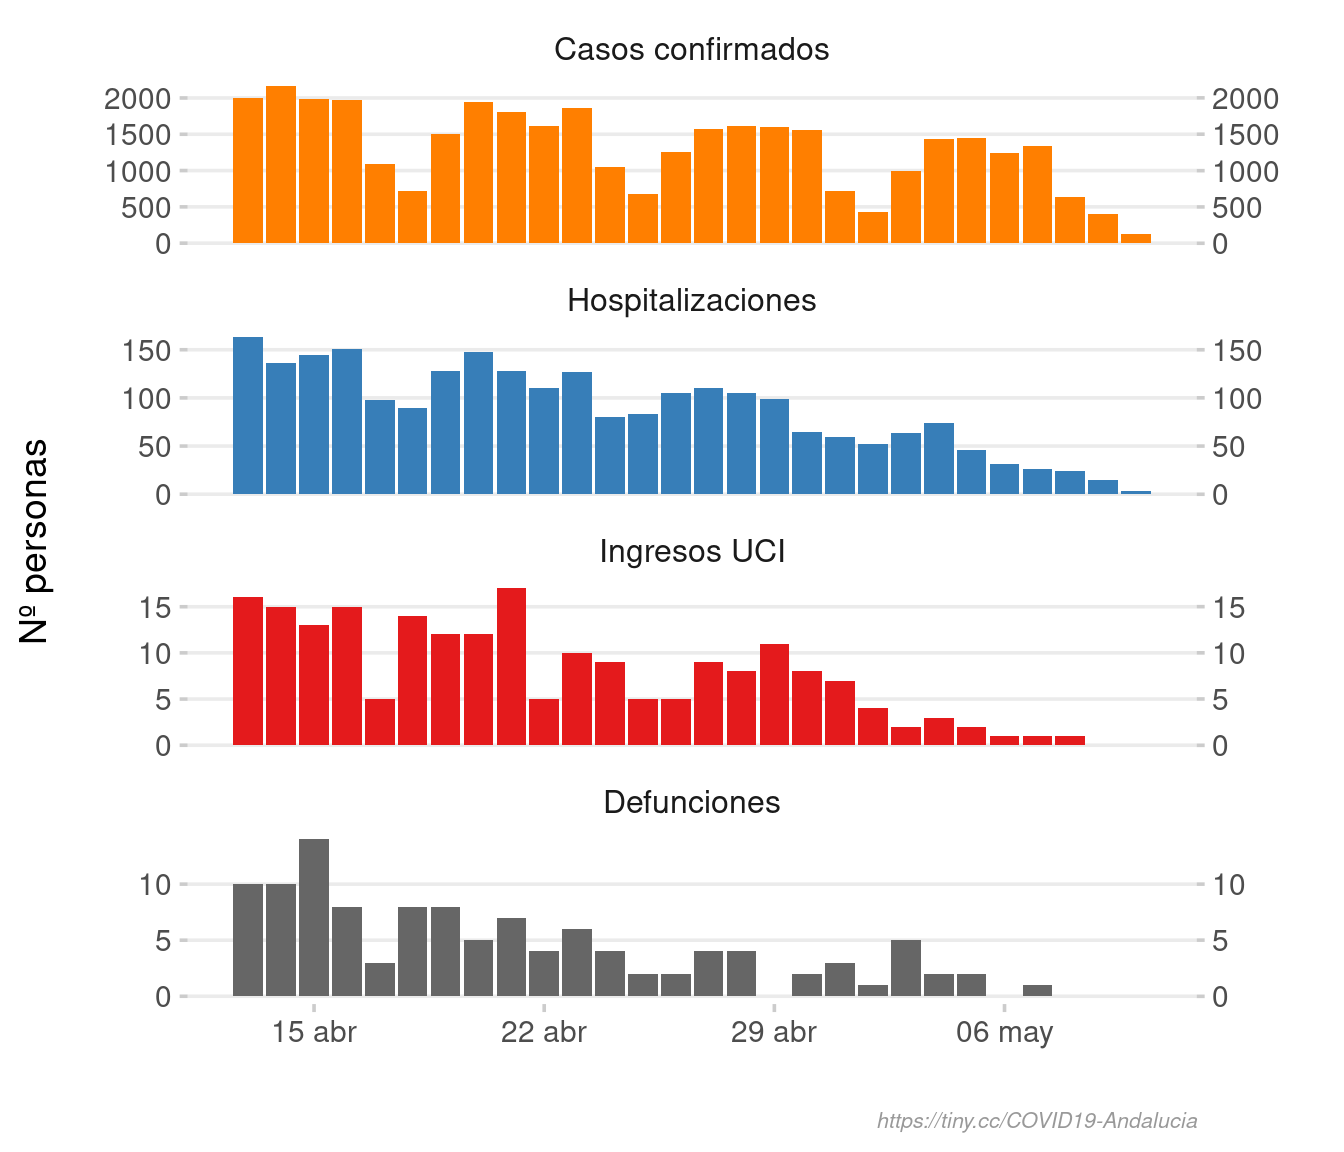 Casos confirmados
2000 2000
1500 1500
1000 1000
500 500
0 0
Hospitalizaciones
150 150
100 100
50 50
0 0
Nº personas
Ingresos UCI
15 15
10 10
5 5
0 0
Defunciones
10 10
5 5
0 0
15 abr 22 abr 29 abr 06 may
https://tiny.cc/COVID19-Andalucia